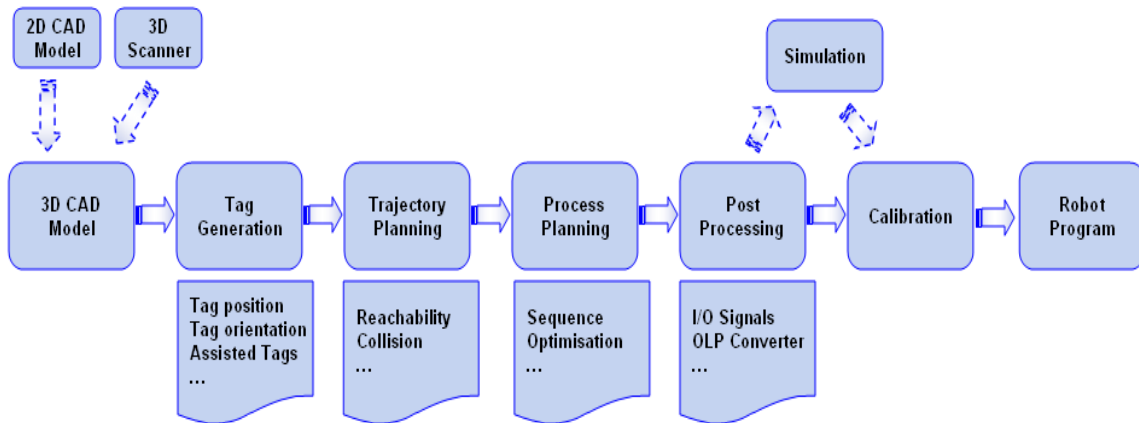 2D CAD
Model
3D
Scanner
Simulation
3D CAD
Model
Tag
Generation
Trajectory
Planning
Process
Planning
Post
Processing
Calibration
Robot
Program
Tag position
Tag orientation
Assisted Tags
...
Reachability
Collision
...
Sequence
Optimisation
...
I/O Signals
OLP Converter
...